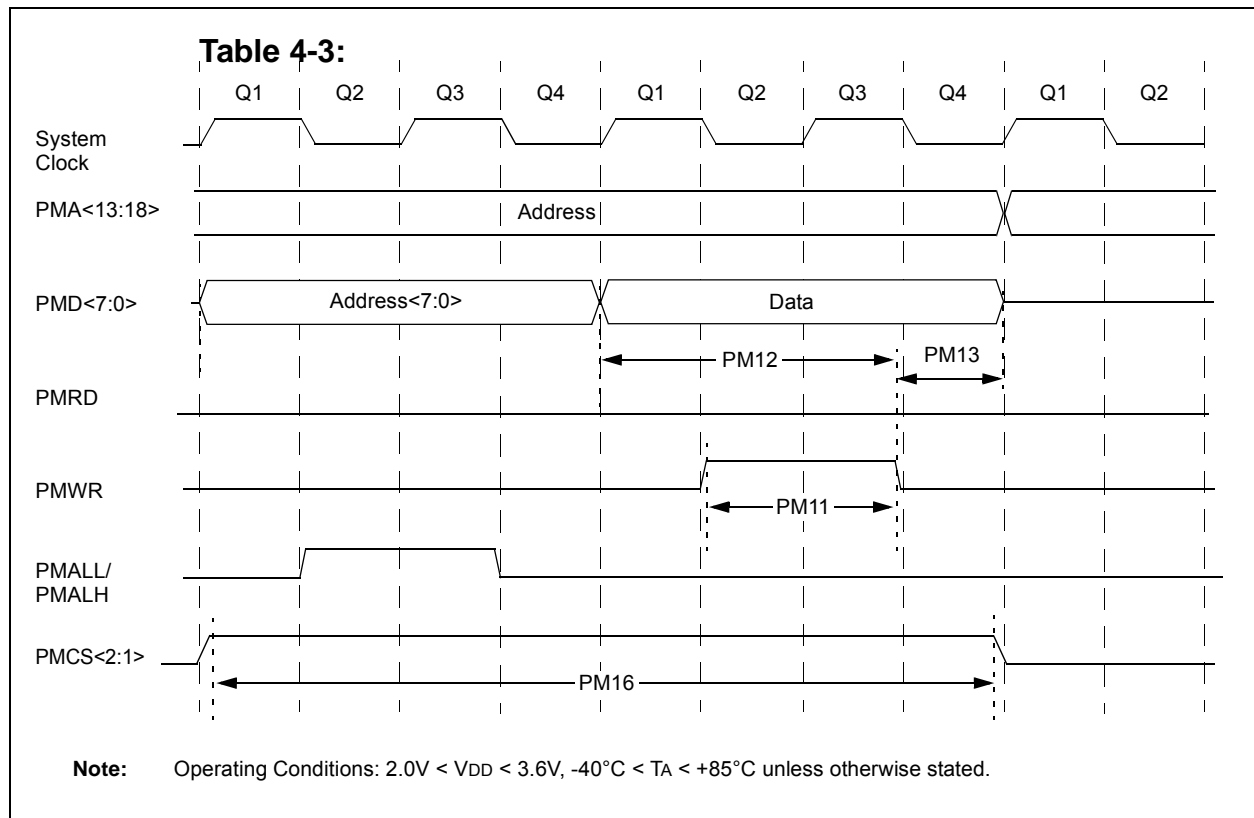 Table 4-3:
Q1 Q2 Q3 Q4 Q1 Q2 Q3 Q4 Q1 Q2
System
Clock
PMA<13:18>
Address
PMD<7:0>
Address<7:0>
Data
PM12
PM13
PMRD
PMWR
PM11
PMALL/
PMALH
PMCS<2:1>
PM16
Note: Operating Conditions: 2.0V < VDD < 3.6V, -40°C < TA < +85°C unless otherwise stated.